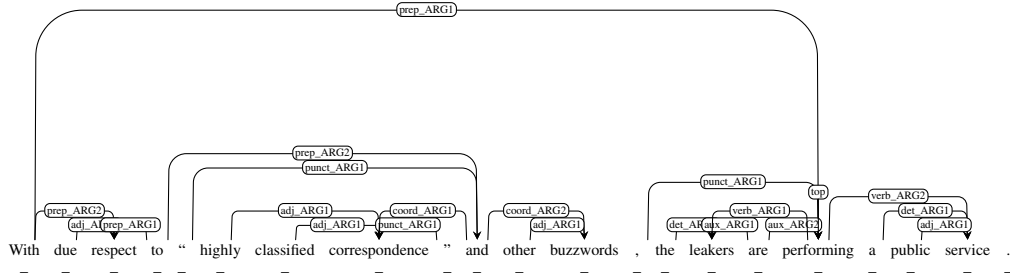 prep_ARG1
prep_ARG2
punct_ARG1
punct_ARG1
top
verb_ARG2
prep_ARG2 adj_ARG1 coord_ARG1 coord_ARG2 verb_ARG1 det_ARG1
prep_ARG1 adj_ARG1 punct_ARG1 adj_ARG1 aux_ARG1 aux_ARG2 adj_ARG1
With due respect to “ highly classified correspondence ” and other buzzwords , the leakers are performing a public service .
_ _ _ _ _ _ _ _ _ _ _ _ _ _ _ _ _ _ _ _ _